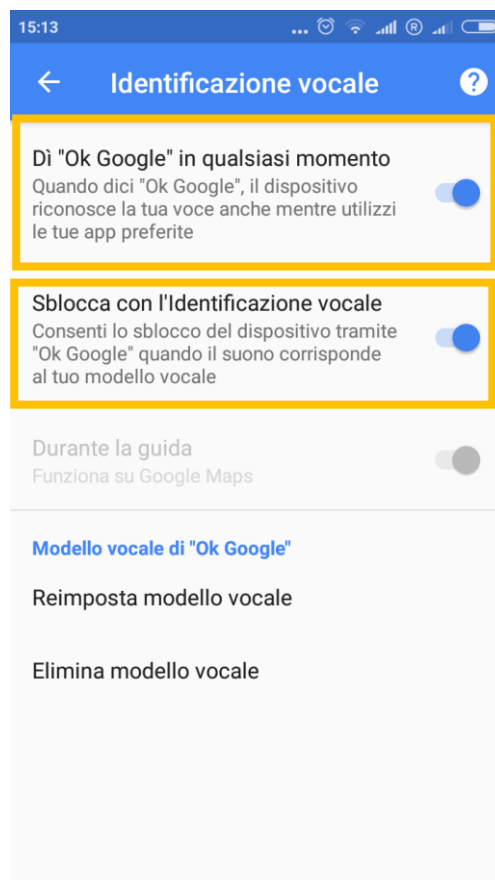 15:13
Identificazione vocale
Dì "Ok Google" in qualsiasi momento
Quando dici "Ok Google", il dispositivo
riconosce la tua voce anche mentre utilizzi
le tue app preferite
Sblocca con l'Identificazione vocale
Consenti lo sblocco del dispositivo tramite
"Ok Google" quando il suono corrisponde
al tuo modello vocale
Durante la guida
Funziona su Google Maps
Modello vocale di "Ok Google"
Reimposta modello vocale
Elimina modello vocale